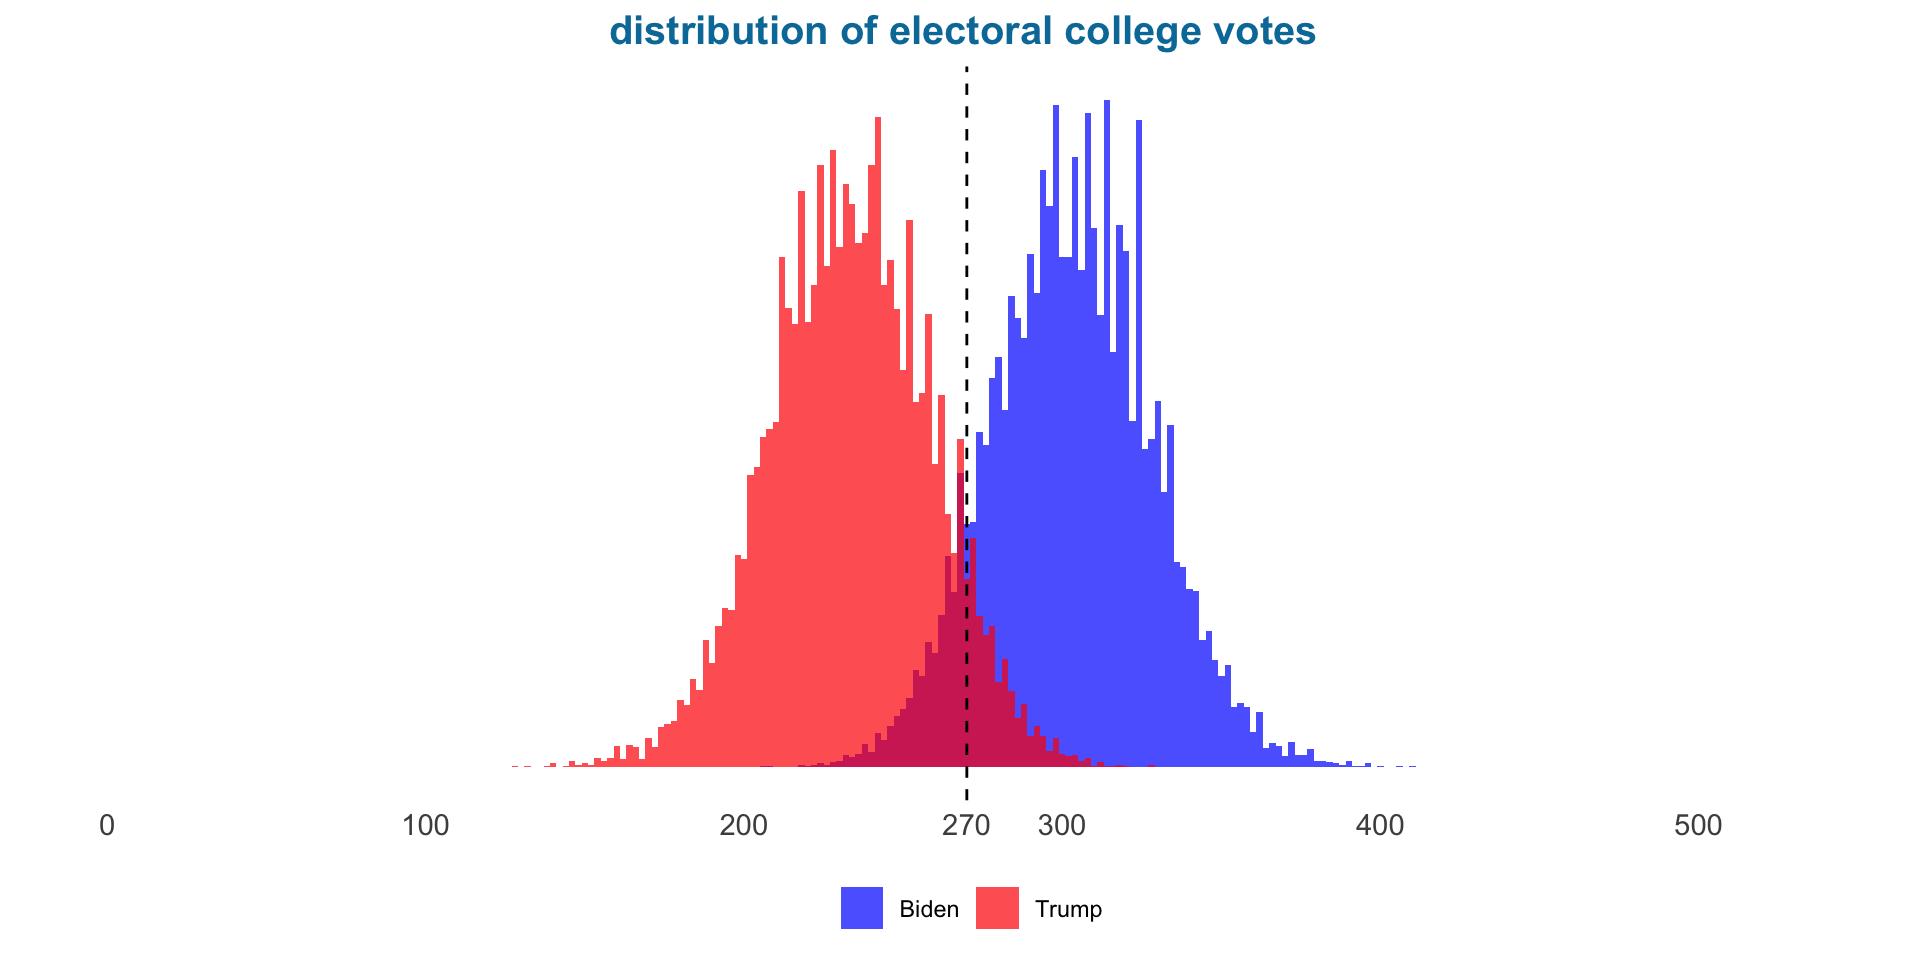 distribution of electoral college votes
0 100 200 270 300 400 500
Biden Trump